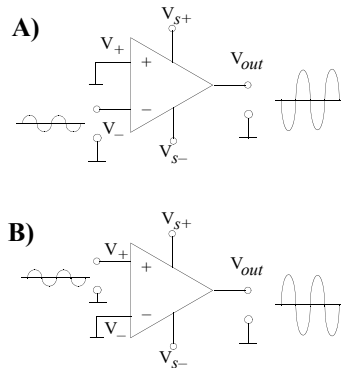 A)
V_{s+}
V_+
+
V_{out}
−
V_−
V_{s−}
B)
V_{s+}
V_+
+
V_{out}
V_−
−
V_{s−}